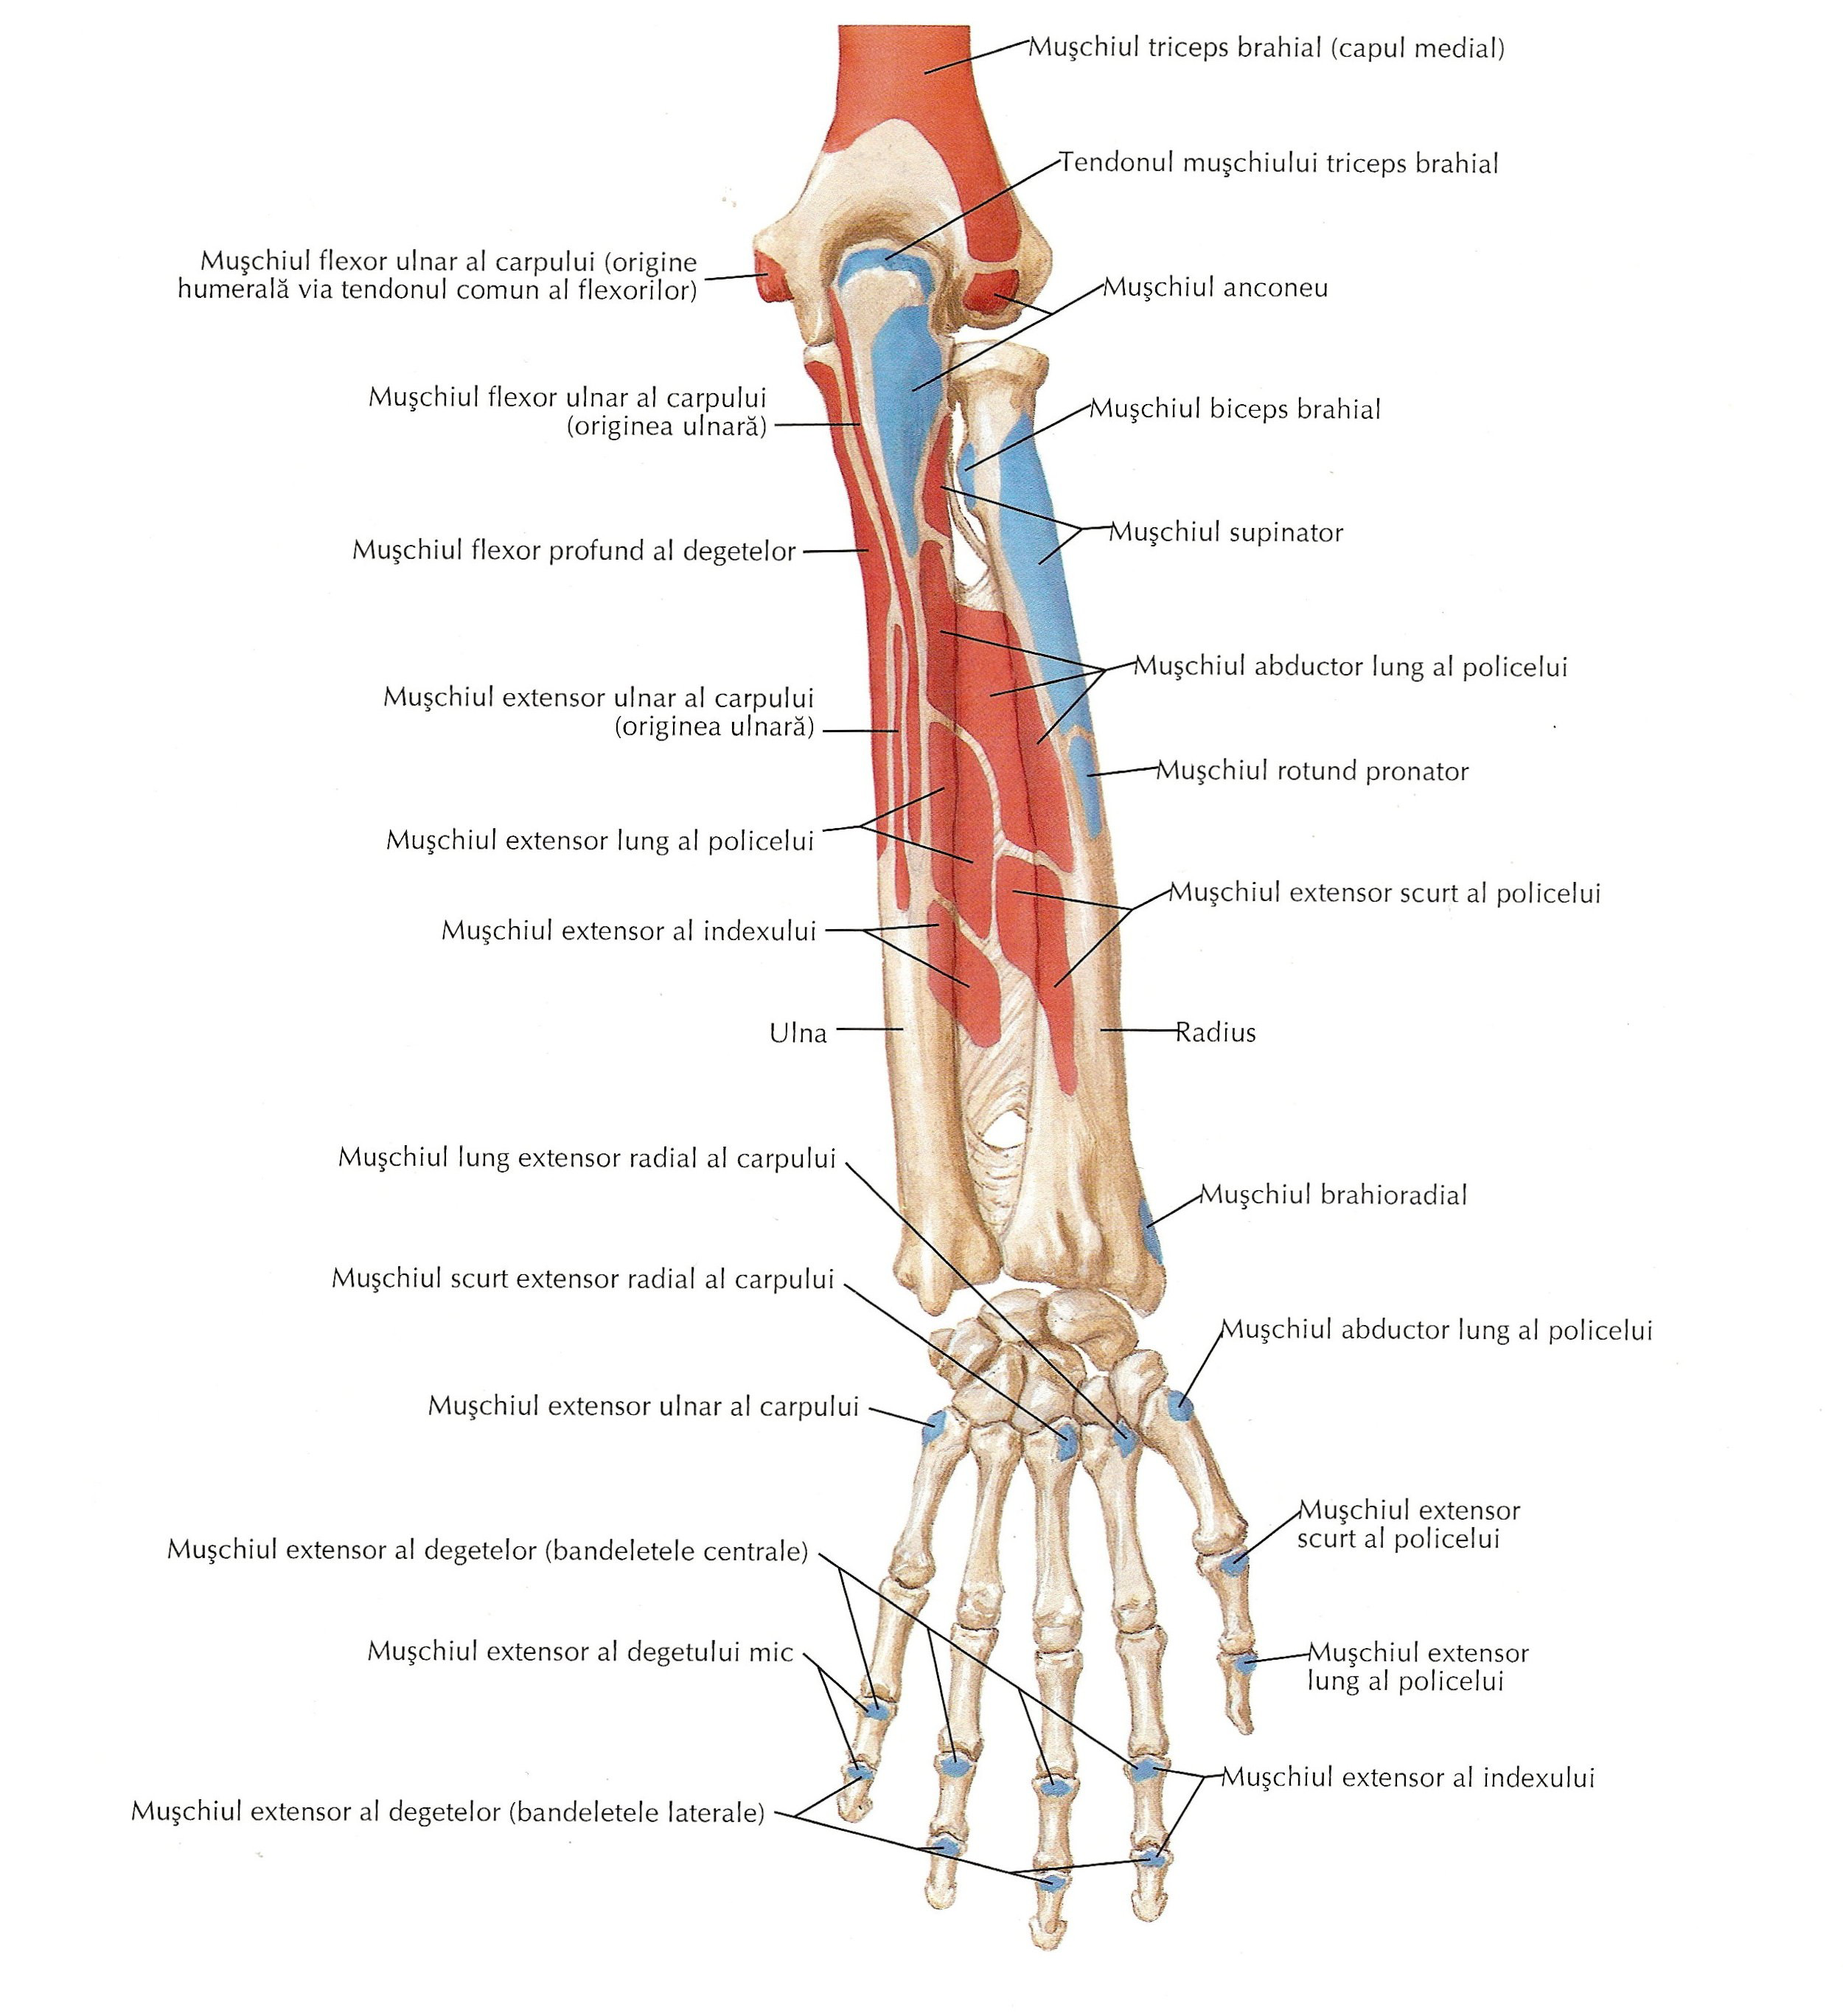 Muşchiul triceps brahial (capul medial)
Tendonul muşchiului triceps brahial
Muşchiul flexor ulnar al carpului (origine
humerală via tendonul comun al flexorilor)
Muşchiul anconeu
Muşchiul flexor ulnar al carpului
(originea ulnară)
Muşchiul biceps brahial
Muşchiul supinator
Muşchiul flexor profund al degetelor
Muşchiul abductor lung al policelui
Muşchiul extensor ulnar al carpului
(originea ulnară)
Muşchiul rotund pronator
Muşchiul extensor lung al policelui
Muşchiul extensor scurt al policelui
Muşchiul extensor al indexului
Ulna
Radius
Muşchiul lung extensor radial al carpului
Muşchiul brahioradial
Muşchiul scurt extensor radial al carpului
Muşchiul abductor lung al policelui
Muşchiul extensor ulnar al carpului
Muşchiul extensor
scurt al policelui
Muşchiul extensor al degetelor (bandeletele centrale)
Muşchiul extensor al degetului mic
Muşchiul extensor
lung al policelui
Muşchiul extensor al indexului
Muşchiul extensor al degetelor (bandeletele laterale)